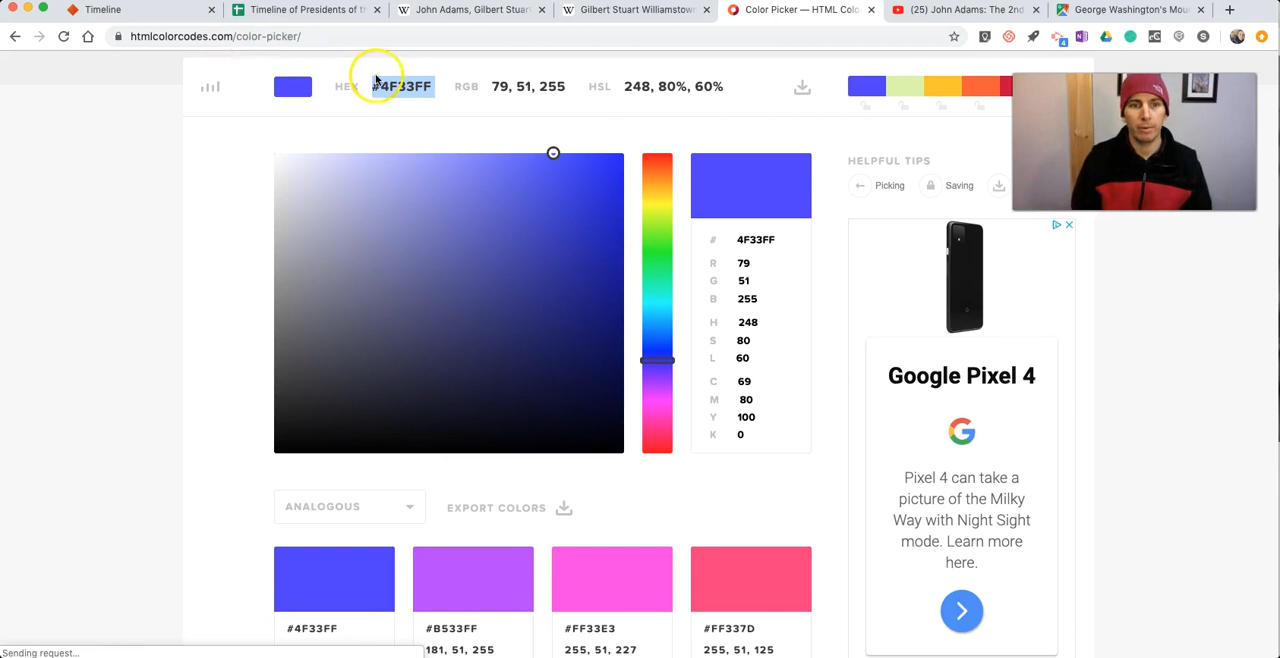 Timeline
Timeline of Presidents of th
John Adams, Gilbert Stuar
Gilbert Stuart Williamstow
Color Picker — HTML Colo
(25) John Adams: The 2nd
George Washington's Mou
htmlcolorcodes.com/color-picker/
4
HEX #4F33FF RGB 79, 51, 255 HSL 248, 80%, 60%
HELPFUL TIPS
Picking Saving
# 4F33FF
R 79
G 51
B 255
H 248
S 80
L 60
C 69
M 80
Y 100
K 0
Google Pixel 4
Pixel 4 can take a
picture of the Milky
Way with Night Sight
mode. Learn more
here.
ANALOGOUS EXPORT COLORS
#4F33FF #B533FF #FF33E3 #FF337D
181, 51, 255 255, 51, 227 255, 51, 125
Sending request...